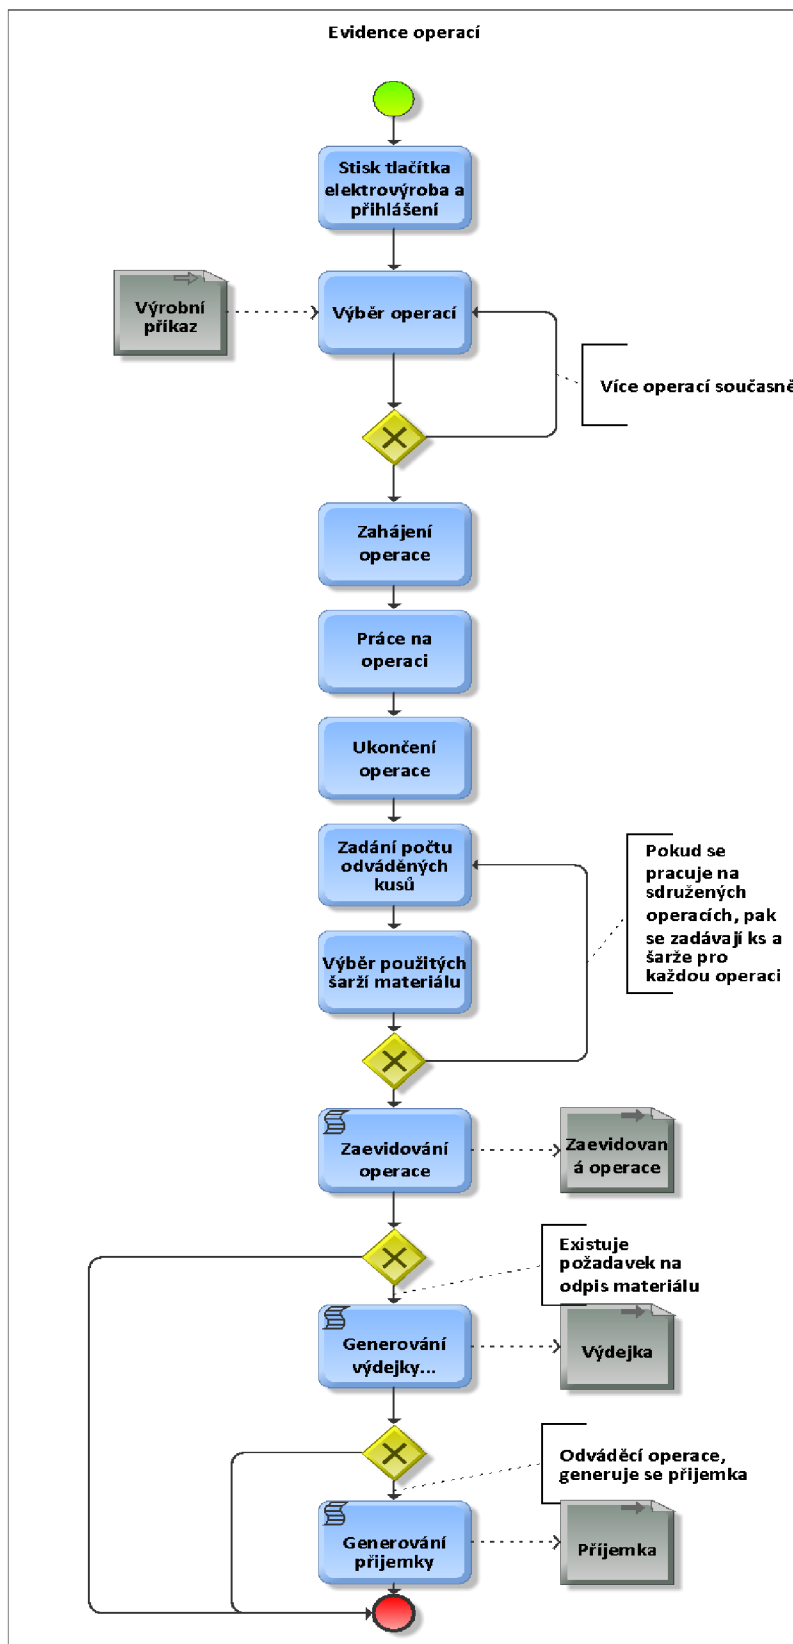 Evidence operací
Stisk tlačítka
elektrovýroba a
přihlášení
Výrobní
příkaz
Výběr operací
Více operací současně
Zahájení
operace
Práce na
operaci
Ukončení
operace
Zadání počtu
odváděných
kusů
Pokud se
pracuje na
sdružených
operacích, pak
se zadávají ks a
šarže pro
každou operaci
Výběr použitých
šarží materiálu
Zaevidování
operace
Zaevidovan
á operace
Existuje
požadavek na
odpis materiálu
Generování
výdejky...
Výdejka
Odváděcí operace,
generuje se přijemka
Generování
přijemky
Příjemka